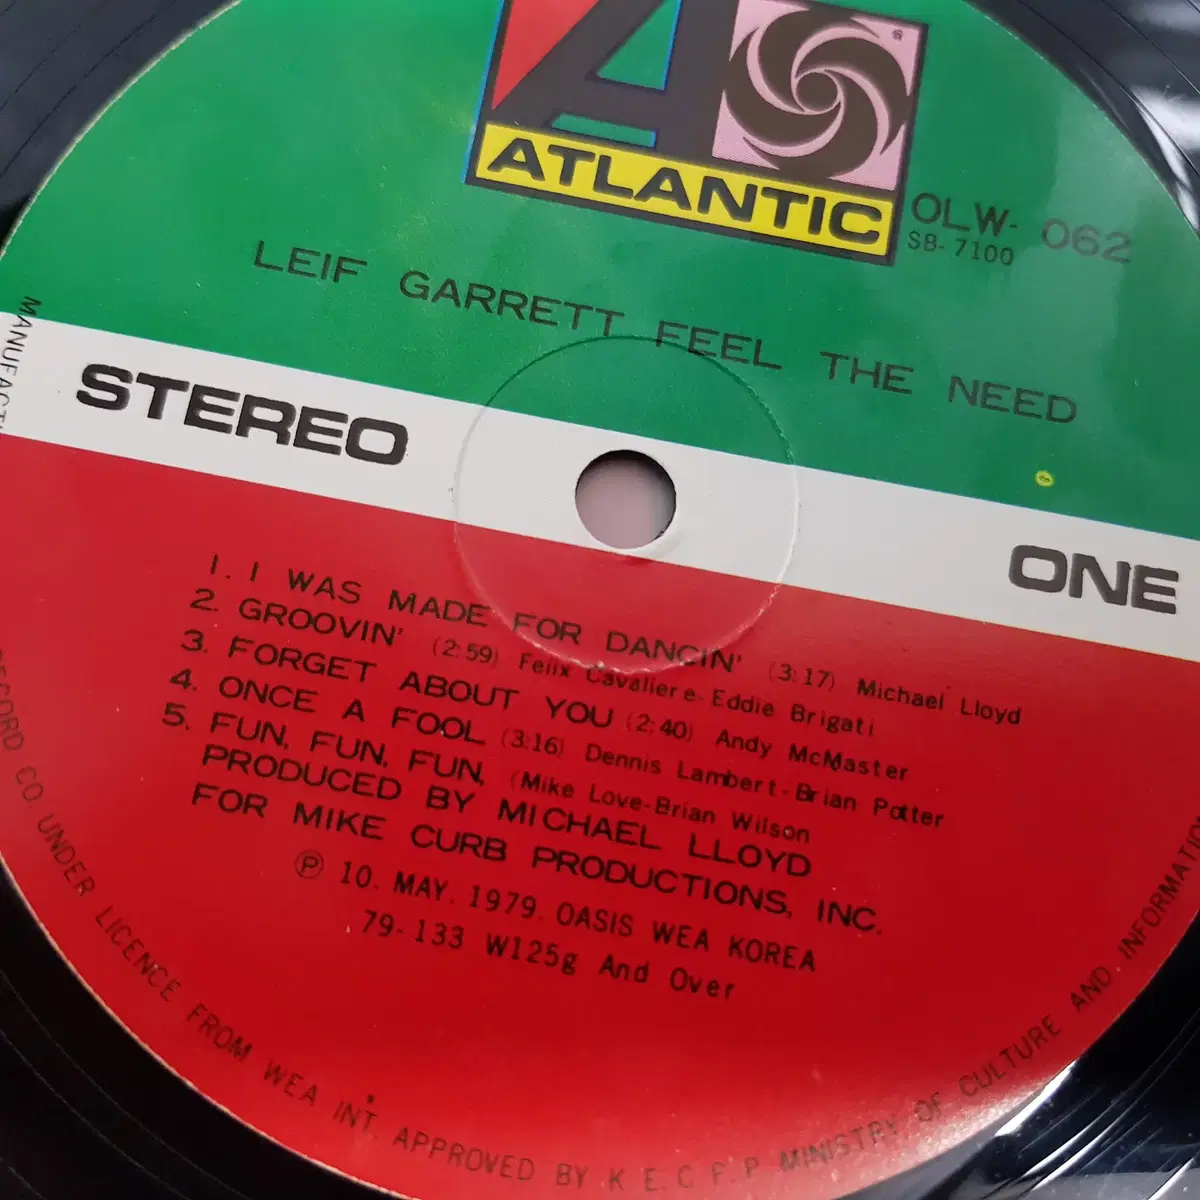 ATLANTIC
OLW- 062
SB-7100
LEIF GARRETT FEEL THE NEED
STEREO
ONE
1. I WAS MADE FOR DANCIN' (3:17) Michael Lloyd
2. GROOVIN' (2:59) Felix Cavaliere-Eddie Brigati
3. FORGET ABOUT YOU (2:40) Andy McMaster
4. ONCE A FOOL (3:16) Dennis Lambert-Brian Potter
5. FUN, FUN, FUN, (Mike Love-Brian Wilson
PRODUCED BY MICHAEL LLOYD
FOR MIKE CURB PRODUCTIONS, INC.
Ⓟ 10. MAY. 1979. OASIS WEA KOREA
79-133 W125g And Over
RECORD CO. UNDER LICENCE FROM WEA INT. APPROVED BY K.E.C.F.P MINISTRY OF CULTURE AND INFORMATI